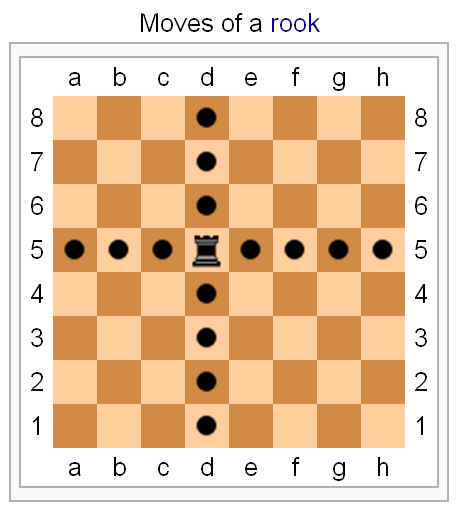 Moves of a rook
a b c d e f g h
8 8
7 7
6 6
5 5
4 4
3 3
2 2
1 1
a b c d e f g h